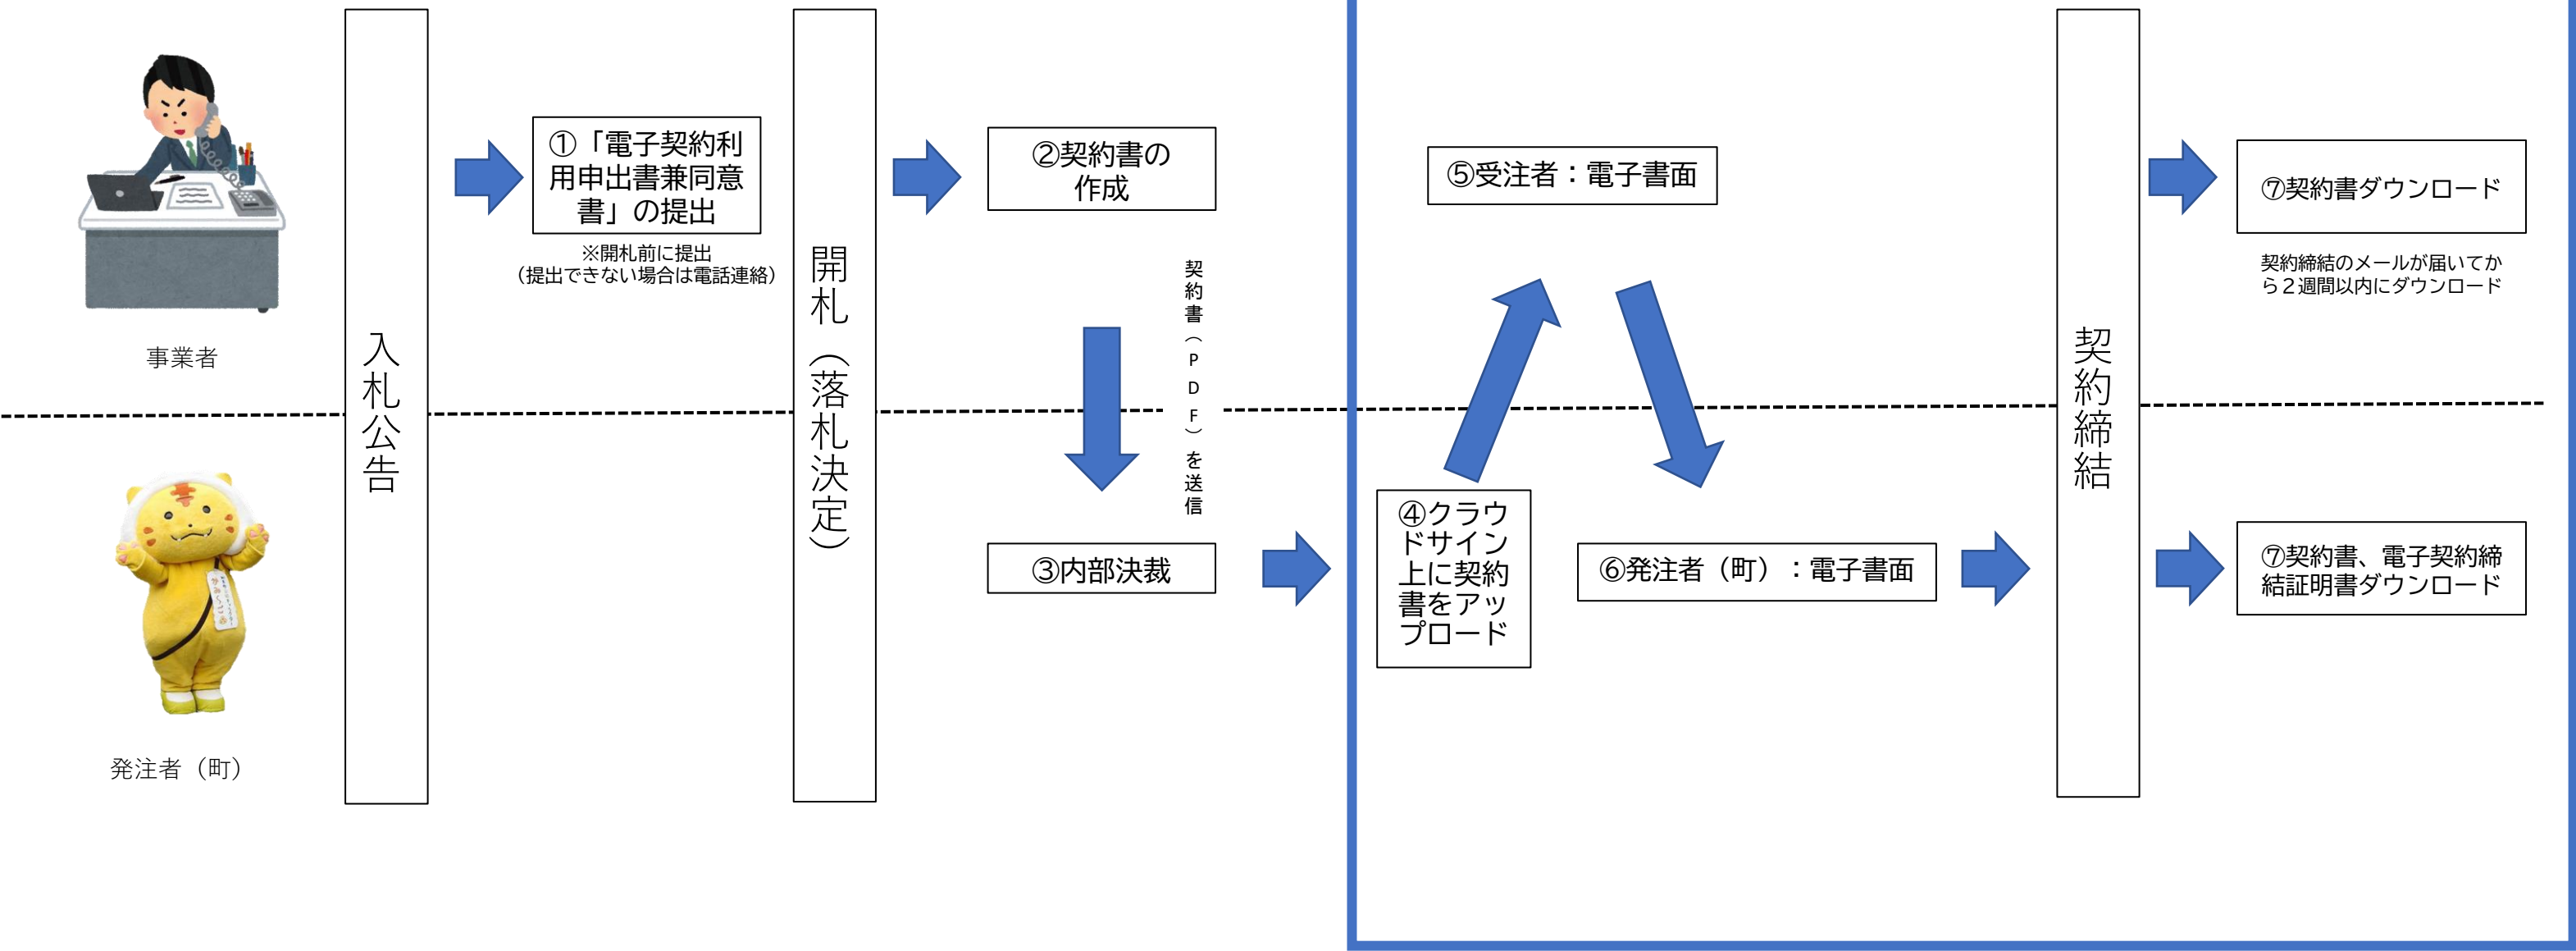 事業者
発注者（町）
入札公告
①「電子契約利
用申出書兼同意
書」の提出
※開札前に提出
（提出できない場合は電話連絡）
開札（落札決定）
②契約書の
作成
契約書（ＰＤＦ）を送信
③内部決裁
④クラウ
ドサイン
上に契約
書をアッ
プロード
⑤受注者：電子書面
⑥発注者（町）：電子書面
契約締結
⑦契約書ダウンロード
契約締結のメールが届いてか
ら２週間以内にダウンロード
⑦契約書、電子契約締
結証明書ダウンロード